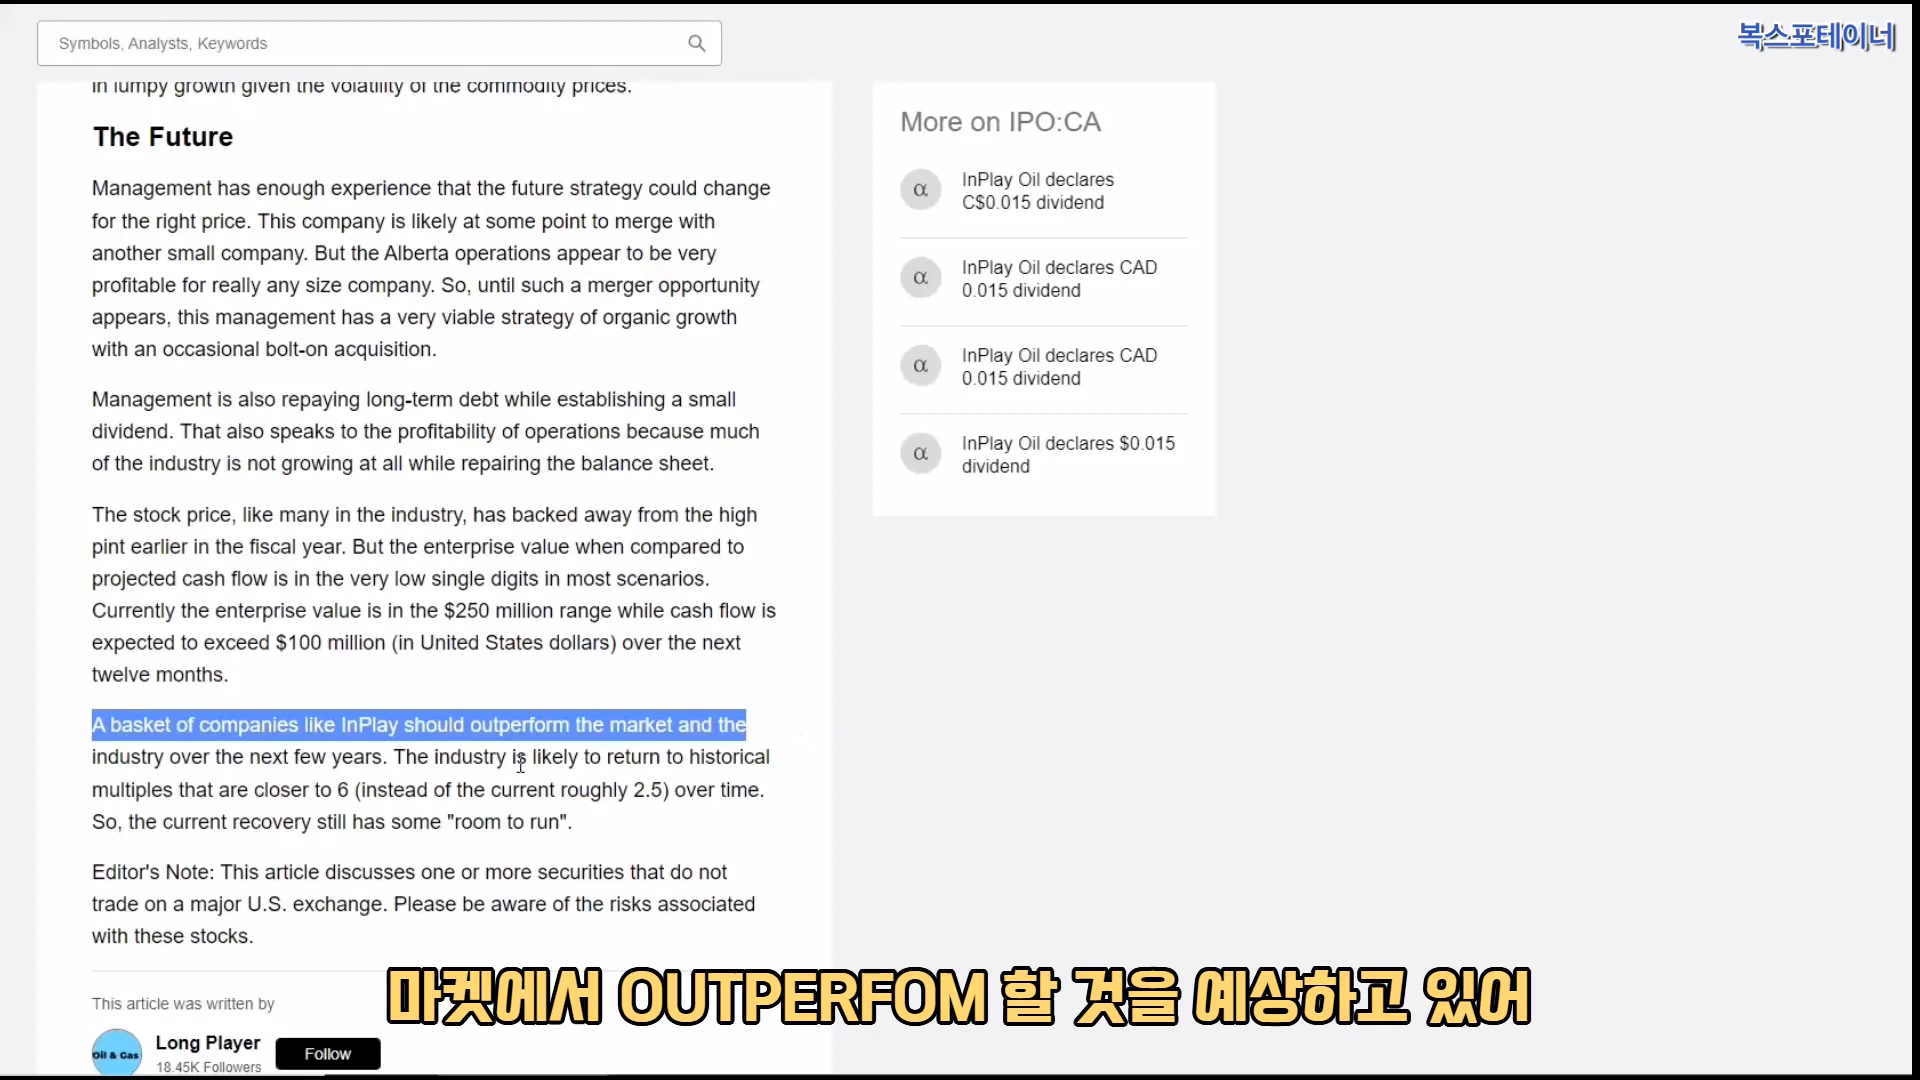 Symbols, Analysts, Keywords
복스포테이너
in lumpy growth given the volatility of the commodity prices.
The Future
Management has enough experience that the future strategy could change
for the right price. This company is likely at some point to merge with
another small company. But the Alberta operations appear to be very
profitable for really any size company. So, until such a merger opportunity
appears, this management has a very viable strategy of organic growth
with an occasional bolt-on acquisition.
Management is also repaying long-term debt while establishing a small
dividend. That also speaks to the profitability of operations because much
of the industry is not growing at all while repairing the balance sheet.
The stock price, like many in the industry, has backed away from the high
pint earlier in the fiscal year. But the enterprise value when compared to
projected cash flow is in the very low single digits in most scenarios.
Currently the enterprise value is in the $250 million range while cash flow is
expected to exceed $100 million (in United States dollars) over the next
twelve months.
A basket of companies like InPlay should outperform the market and the
industry over the next few years. The industry is likely to return to historical
multiples that are closer to 6 (instead of the current roughly 2.5) over time.
So, the current recovery still has some "room to run".
Editor's Note: This article discusses one or more securities that do not
trade on a major U.S. exchange. Please be aware of the risks associated
with these stocks.
This article was written by
Oil & Gas
Long Player
18.45K Followers
Follow
More on IPO:CA
α
InPlay Oil declares
C$0.015 dividend
α
InPlay Oil declares CAD
0.015 dividend
α
InPlay Oil declares CAD
0.015 dividend
α
InPlay Oil declares $0.015
dividend
마켓에서 OUTPERFOM 할 것을 예상하고 있어